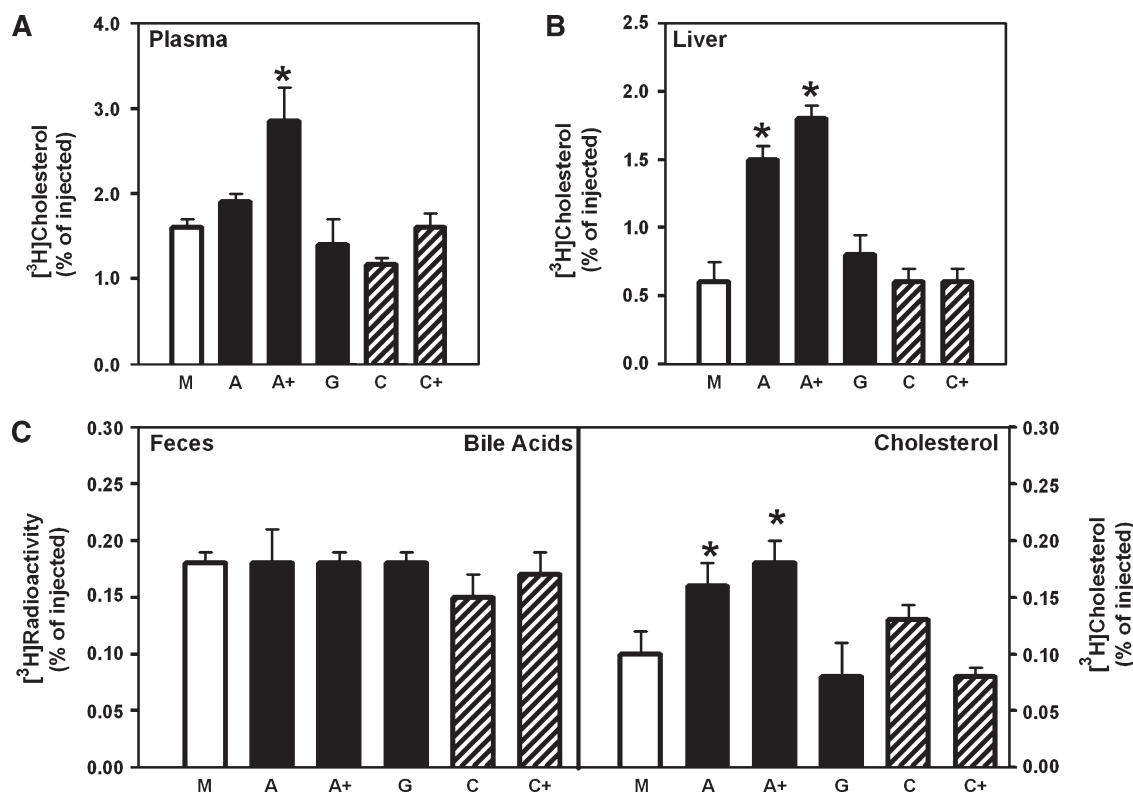 A
Plasma
[³H]Cholesterol
(% of injected)
4.0
3.0
2.0
1.0
0.0
*
M A A+ G C C+
B
Liver
[³H]Cholesterol
(% of injected)
2.5
2.0
1.5
1.0
0.5
0.0
* *
M A A+ G C C+
C
Feces Bile Acids
[³H]Radioactivity
(% of injected)
0.30
0.25
0.20
0.15
0.10
0.05
0.00
M A A+ G C C+
Cholesterol
* *
M A A+ G C C+
0.30
0.25
0.20
0.15
0.10
0.05
0.00
[³H]Cholesterol
(% of injected)